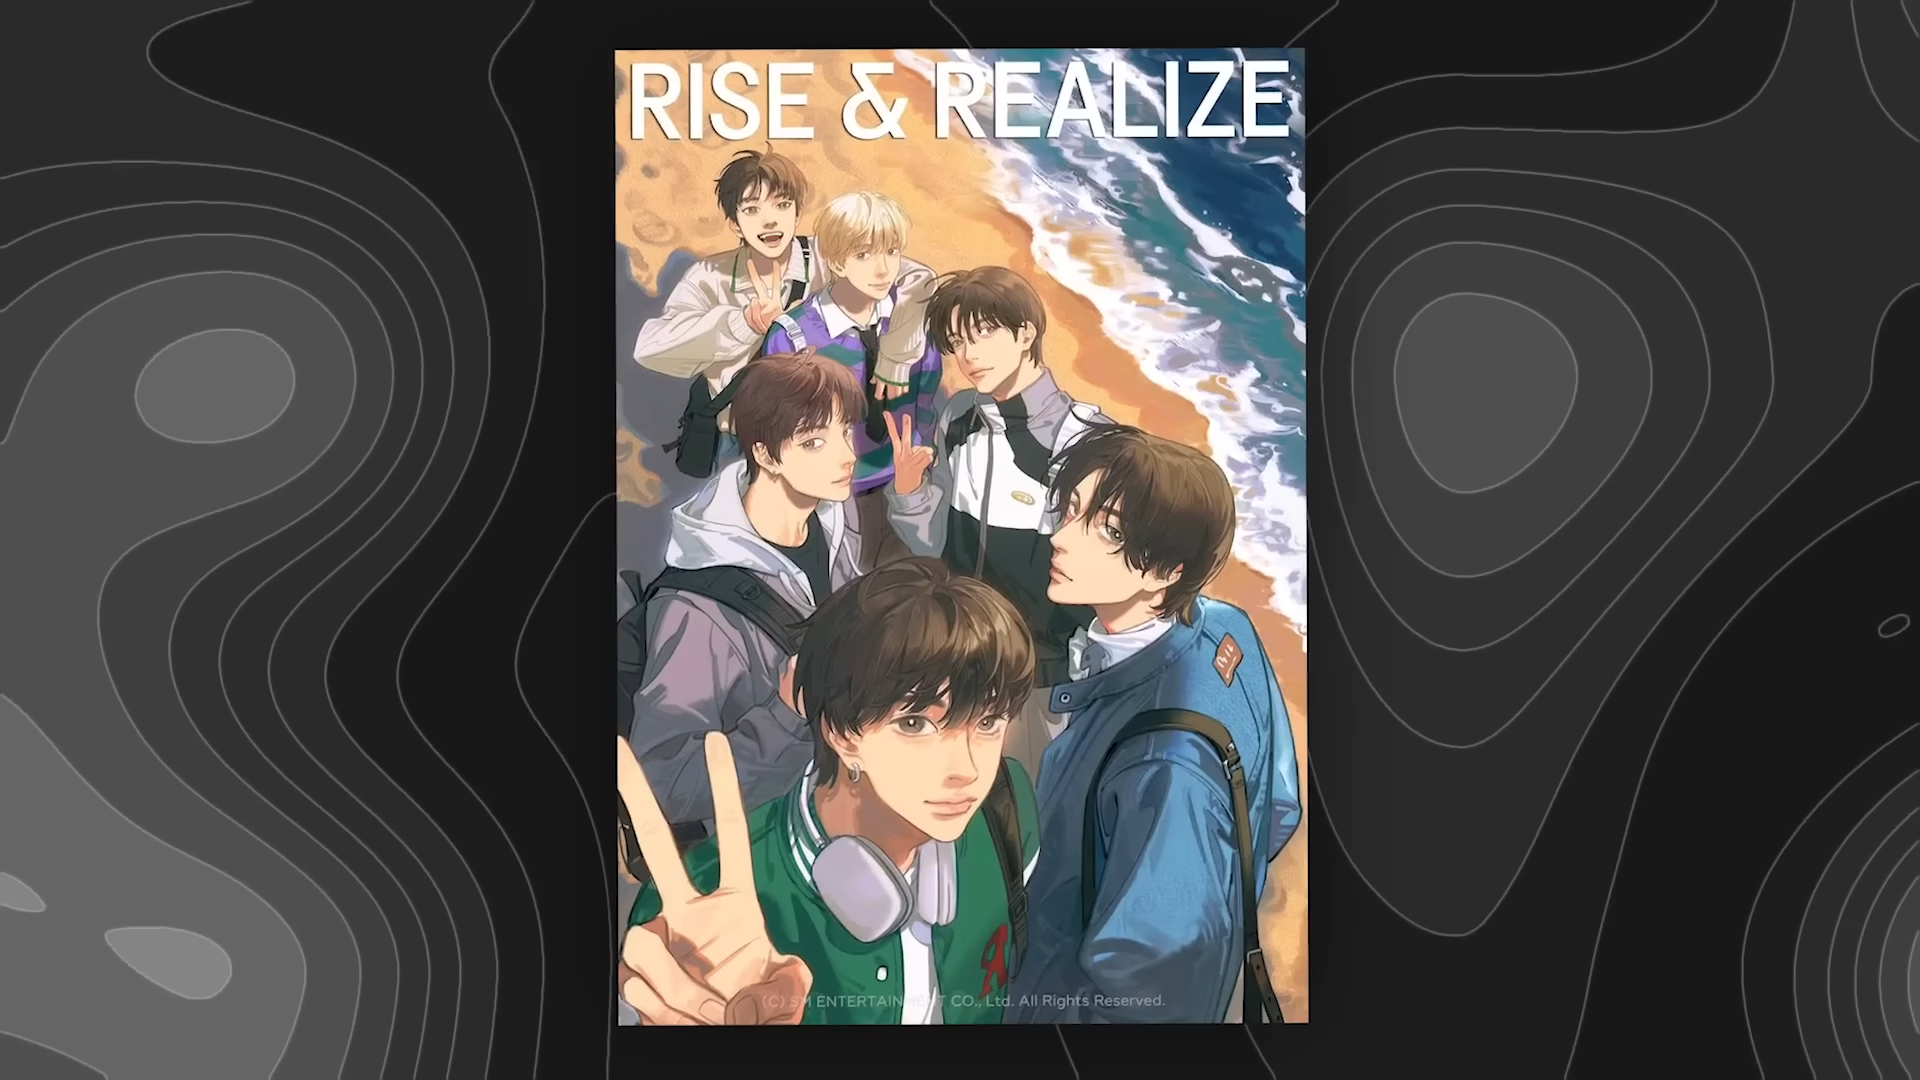 RISE & REALIZE
(C) SM ENTERTAINMENT CO., Ltd. All Rights Reserved.